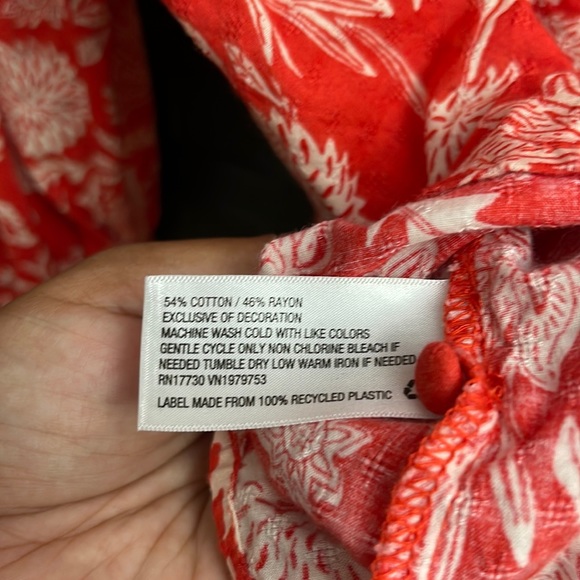 54% COTTON / 46% RAYON
EXCLUSIVE OF DECORATION
MACHINE WASH COLD WITH LIKE COLORS
GENTLE CYCLE ONLY NON CHLORINE BLEACH IF
NEEDED TUMBLE DRY LOW WARM IRON IF NEEDED
RN17730 VN1979753
LABEL MADE FROM 100% RECYCLED PLASTIC